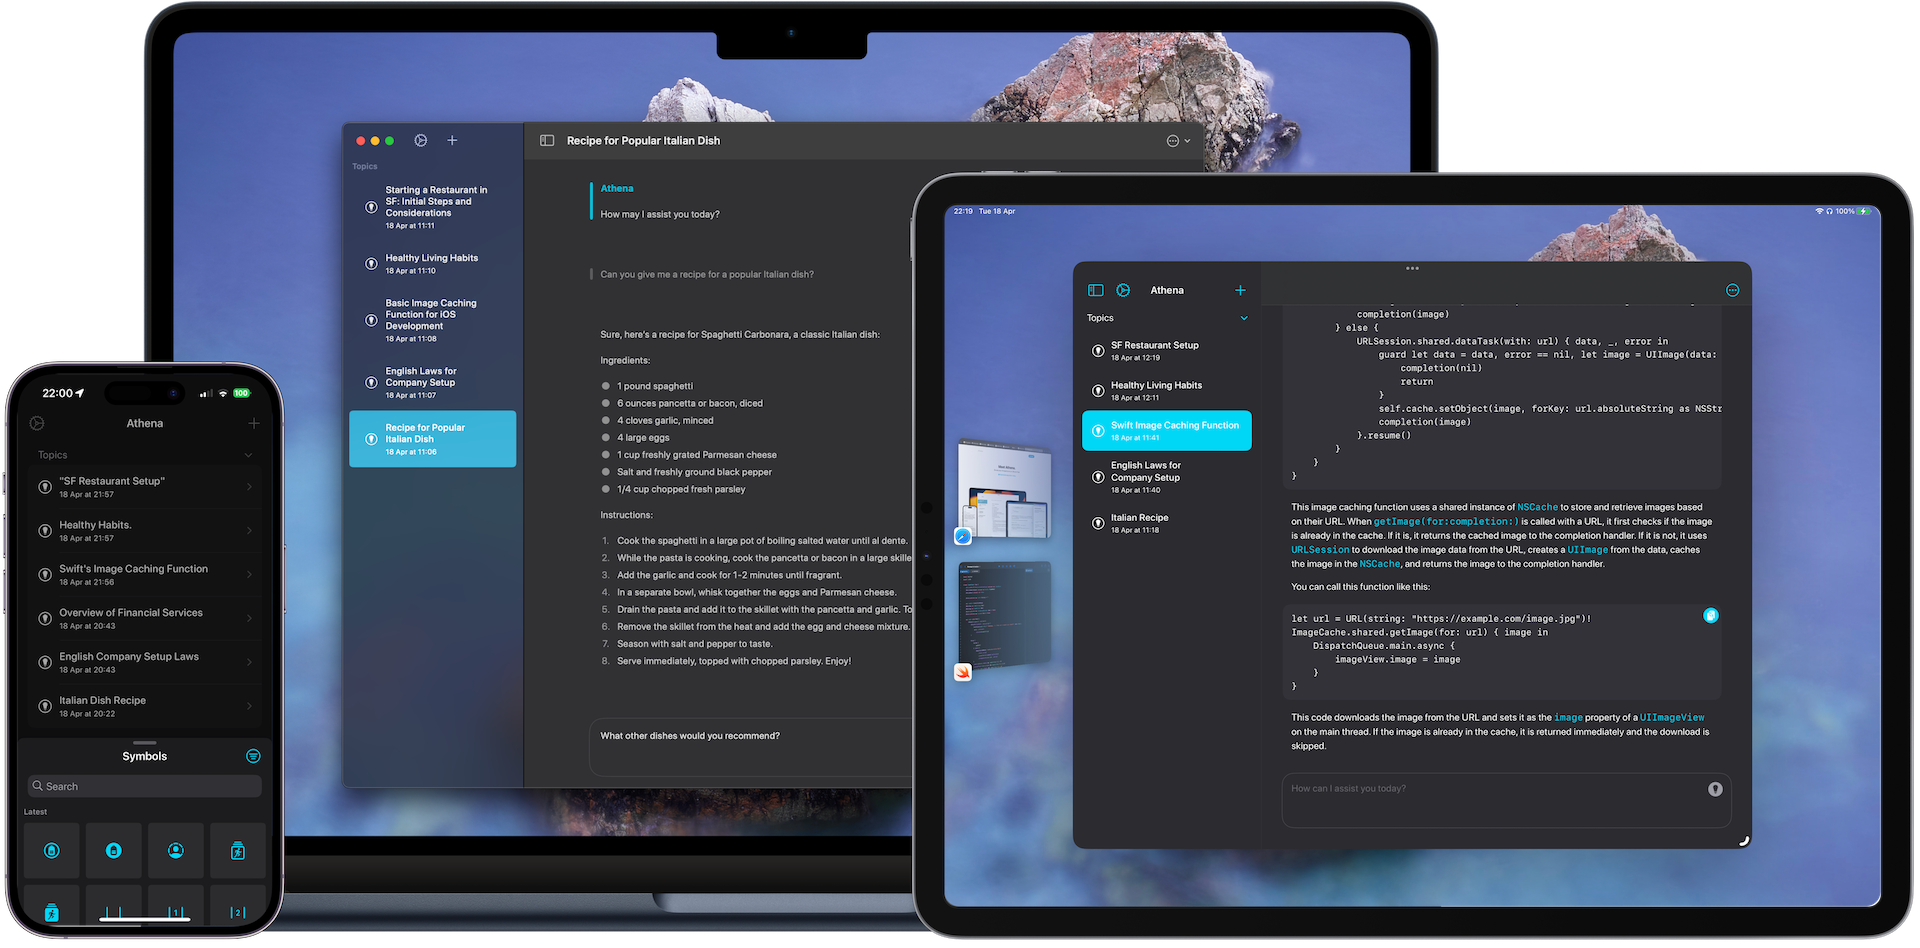 Recipe for Popular Italian Dish
Topics
Starting a Restaurant in
SF: Initial Steps and
Considerations
18 Apr at 11:11
Healthy Living Habits
18 Apr at 11:10
Basic Image Caching
Function for iOS
Development
18 Apr at 11:08
English Laws for
Company Setup
18 Apr at 11:07
Recipe for Popular
Italian Dish
18 Apr at 11:06
Athena
How may I assist you today?
Can you give me a recipe for a popular Italian dish?
Sure, here's a recipe for Spaghetti Carbonara, a classic Italian dish:
Ingredients:
1 pound spaghetti
6 ounces pancetta or bacon, diced
4 cloves garlic, minced
4 large eggs
1 cup freshly grated Parmesan cheese
Salt and freshly ground black pepper
1/4 cup chopped fresh parsley
Instructions:
1. Cook the spaghetti in a large pot of boiling salted water until al dente.
2. While the pasta is cooking, cook the pancetta or bacon in a large skille
3. Add the garlic and cook for 1-2 minutes until fragrant.
4. In a separate bowl, whisk together the eggs and Parmesan cheese.
5. Drain the pasta and add it to the skillet with the pancetta and garlic. To
6. Remove the skillet from the heat and add the egg and cheese mixture.
7. Season with salt and pepper to taste.
8. Serve immediately, topped with chopped parsley. Enjoy!
What other dishes would you recommend?
22:00
100
Athena
Topics
"SF Restaurant Setup"
18 Apr at 21:57
Healthy Habits.
18 Apr at 21:57
Swift's Image Caching Function
18 Apr at 21:56
Overview of Financial Services
18 Apr at 20:43
English Company Setup Laws
18 Apr at 20:43
Italian Dish Recipe
18 Apr at 20:22
Symbols
Search
Latest
1
2
22:19 Tue 18 Apr
100%
Athena
Topics
SF Restaurant Setup
18 Apr at 12:19
Healthy Living Habits
18 Apr at 12:11
Swift Image Caching Function
18 Apr at 11:41
English Laws for
Company Setup
18 Apr at 11:40
Italian Recipe
18 Apr at 11:18
completion(image)
} else {
URLSession.shared.dataTask(with: url) { data, _, error in
guard let data = data, error == nil, let image = UIImage(data:
completion(nil)
return
}
self.cache.setObject(image, forKey: url.absoluteString as NSStr
completion(image)
}.resume()
}
}
}
This image caching function uses a shared instance of NSCache to store and retrieve images based
on their URL. When getImage(for:completion:) is called with a URL, it first checks if the image
is already in the cache. If it is, it returns the cached image to the completion handler. If it is not, it uses
URLSession to download the image data from the URL, creates a UIImage from the data, caches
the image in the NSCache, and returns the image to the completion handler.
You can call this function like this:
let url = URL(string: "https://example.com/image.jpg")!
ImageCache.shared.getImage(for: url) { image in
DispatchQueue.main.async {
imageView.image = image
}
}
This code downloads the image from the URL and sets it as the image property of a UIImageView
on the main thread. If the image is already in the cache, it is returned immediately and the download is
skipped.
How can I assist you today?